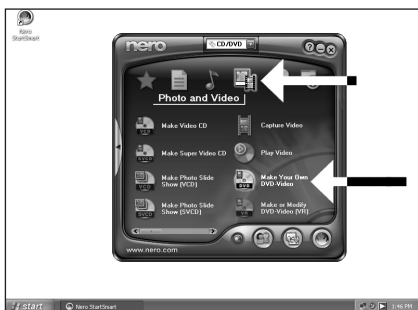 Nero
StartSmart
nero
CD/DVD
Photo and Video
Make Video CD
Capture Video
Make Super Video CD
Play Video
Make Photo Slide
Show (VCD)
Make Your Own
DVD-Video
Make Photo Slide
Show (SVCD)
Make or Modify
DVD-Video (VR)
www.nero.com
start
Nero StartSmart
1:46 PM